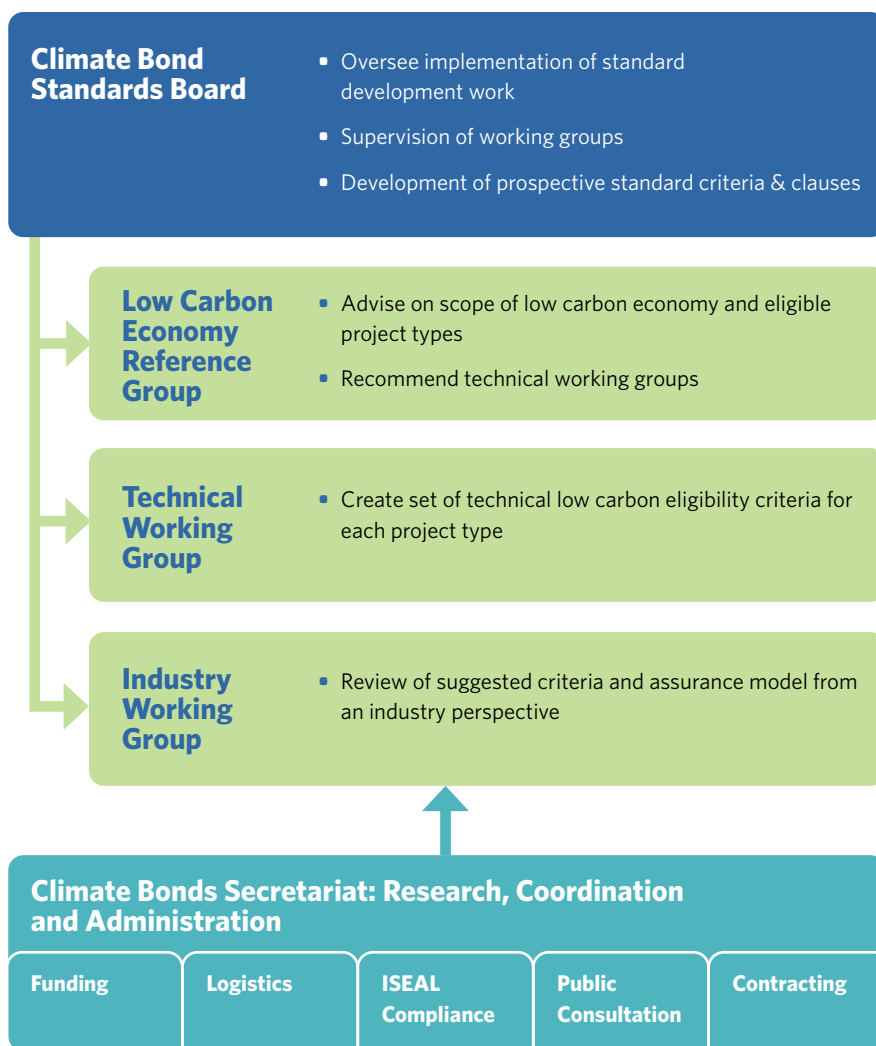 Climate Bond
Standards Board
▪ Oversee implementation of standard
development work
▪ Supervision of working groups
▪ Development of prospective standard criteria & clauses
Low Carbon
Economy
Reference
Group
▪ Advise on scope of low carbon economy and eligible
project types
▪ Recommend technical working groups
Technical
Working
Group
▪ Create set of technical low carbon eligibility criteria for
each project type
Industry
Working
Group
▪ Review of suggested criteria and assurance model from
an industry perspective
Climate Bonds Secretariat: Research, Coordination
and Administration
Funding
Logistics
ISEAL
Compliance
Public
Consultation
Contracting